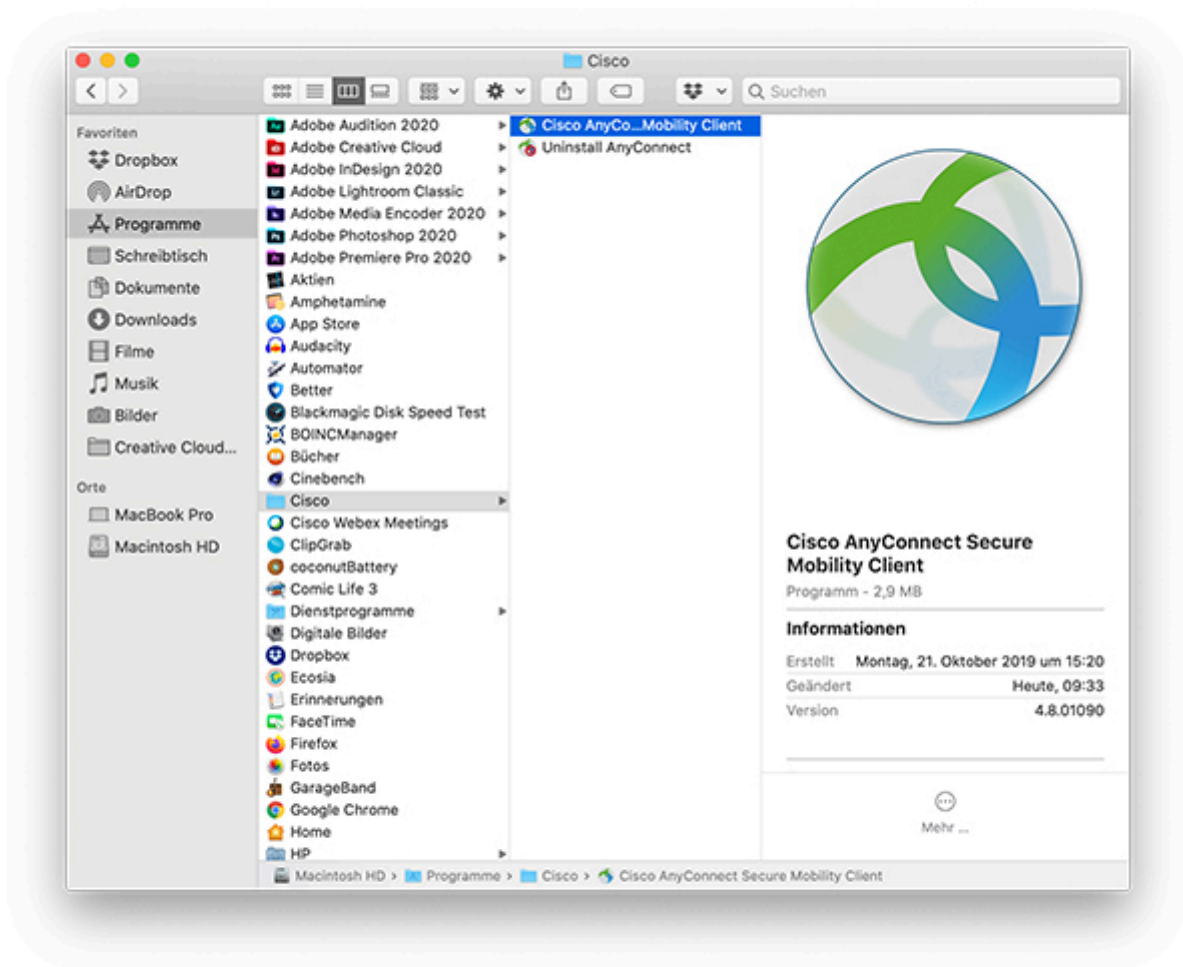 Cisco
Suchen
Favoriten
Dropbox
AirDrop
Programme
Schreibtisch
Dokumente
Downloads
Filme
Musik
Bilder
Creative Cloud...
Orte
MacBook Pro
Macintosh HD
Adobe Audition 2020
Adobe Creative Cloud
Adobe InDesign 2020
Adobe Lightroom Classic
Adobe Media Encoder 2020
Adobe Photoshop 2020
Adobe Premiere Pro 2020
Aktien
Amphetamine
App Store
Audacity
Automator
Better
Blackmagic Disk Speed Test
BOINCManager
Bücher
Cinebench
Cisco
Cisco Webex Meetings
ClipGrab
coconutBattery
Comic Life 3
Dienstprogramme
Digitale Bilder
Dropbox
Ecosia
Erinnerungen
FaceTime
Firefox
Fotos
GarageBand
Google Chrome
Home
HP
Cisco AnyCo...Mobility Client
Uninstall AnyConnect
Cisco AnyConnect Secure
Mobility Client
Programm - 2,9 MB
Informationen
Erstellt Montag, 21. Oktober 2019 um 15:20
Geändert Heute, 09:33
Version 4.8.01090
Mehr ...
Macintosh HD › Programme › Cisco › Cisco AnyConnect Secure Mobility Client